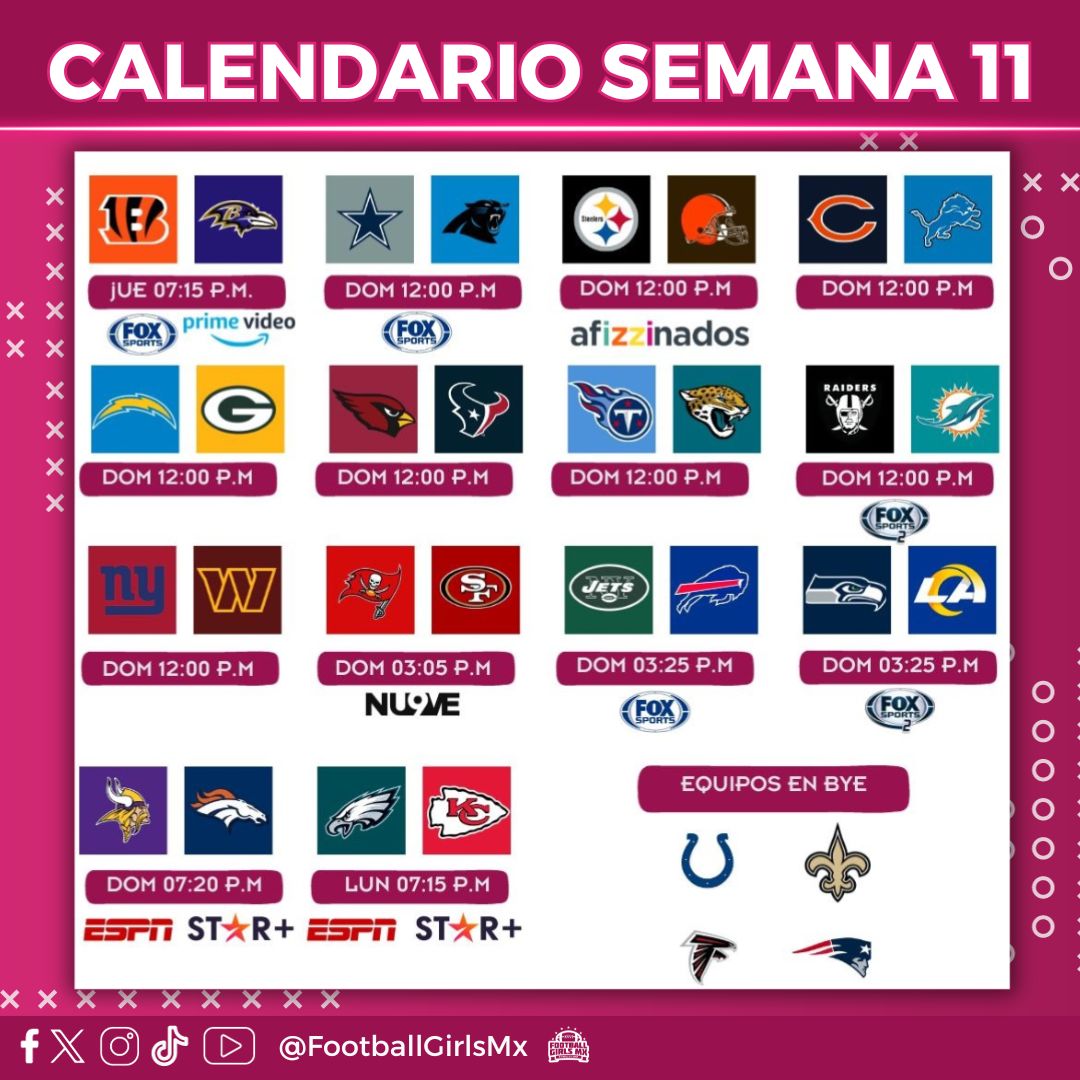 CALENDARIO SEMANA 11
jUE 07:15 P.M.
DOM 12:00 P.M
DOM 12:00 P.M
DOM 12:00 P.M
FOX SPORTS
prime video
FOX SPORTS
afizzinados
Steelers
RAIDERS
DOM 12:00 P.M
DOM 12:00 P.M
DOM 12:00 P.M
DOM 12:00 P.M
FOX SPORTS 2
ny
W
SF
NY JETS
LA
DOM 12:00 P.M
DOM 03:05 P.M
DOM 03:25 P.M
DOM 03:25 P.M
NU9VE
FOX SPORTS
FOX SPORTS 2
EQUIPOS EN BYE
KC
DOM 07:20 P.M
LUN 07:15 P.M
ESPN STAR+
ESPN STAR+
@FootballGirlsMx
FOOTBALL GIRLS MX